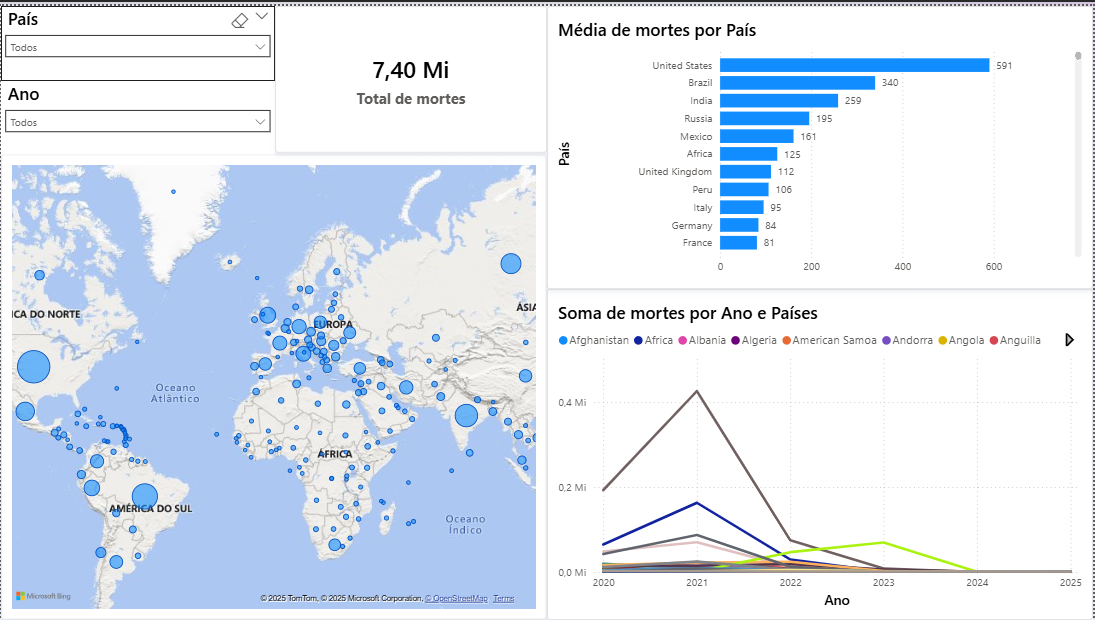 País
Todos
Ano
Todos
7,40 Mi
Total de mortes
ICA DO NORTE
EUROPA
ÁSIA
Oceano
Atlântico
ÁFRICA
AMÉRICA DO SUL
Oceano
Índico
Microsoft Bing
© 2025 TomTom, © 2025 Microsoft Corporation, © OpenStreetMap Terms
Média de mortes por País
País
United States 591
Brazil 340
India 259
Russia 195
Mexico 161
Africa 125
United Kingdom 112
Peru 106
Italy 95
Germany 84
France 81
0 200 400 600
Soma de mortes por Ano e Países
Afghanistan Africa Albania Algeria American Samoa Andorra Angola Anguilla
0,4 Mi
0,2 Mi
0,0 Mi
2020 2021 2022 2023 2024 2025
Ano